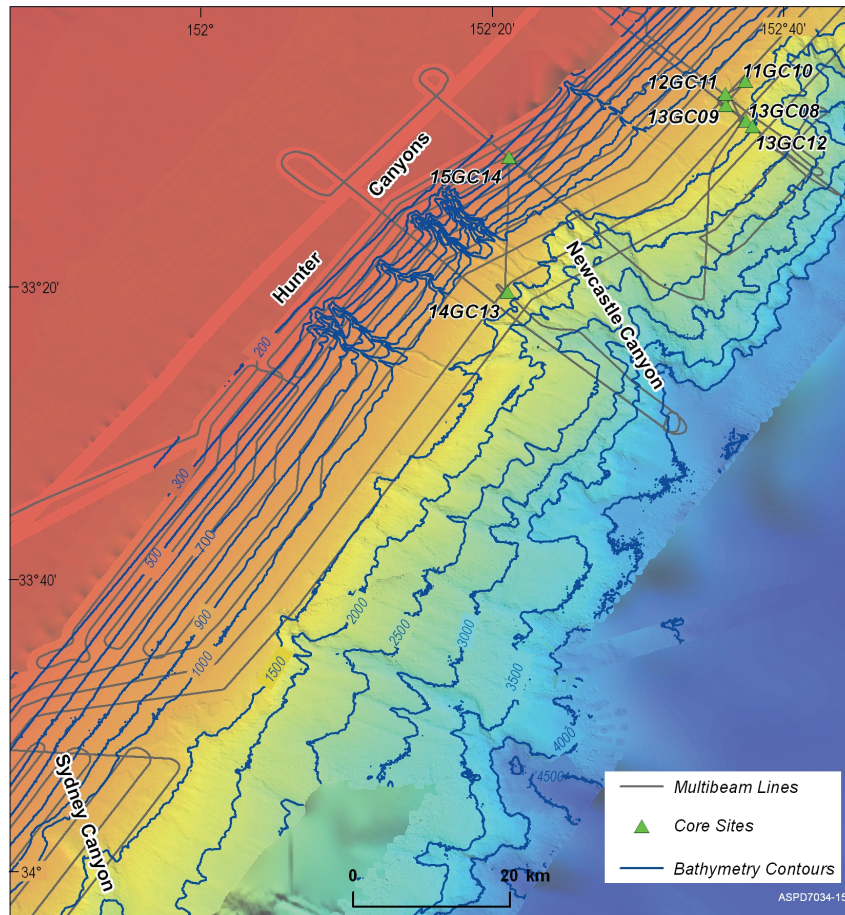 152°
152°20'
152°40'
12GC11
11GC10
13GC09
13GC08
13GC12
Canyons
15GC14
Hunter
33°20'
14GC13
Newcastle Canyon
200
300
500
700
33°40'
900
1000
1500
2000
2500
3000
3500
4000
4500
Sydney Canyon
Multibeam Lines
Core Sites
Bathymetry Contours
34°
0
20 km
ASPD7034-15